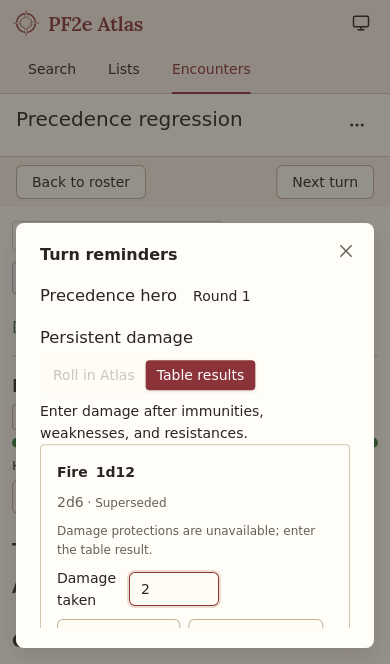 PF2e Atlas
Search Lists Encounters
Precedence regression
...
Back to roster Next turn
Turn reminders
Precedence hero Round 1
Persistent damage
Roll in Atlas Table results
Enter damage after immunities,
weaknesses, and resistances.
Fire 1d12
2d6 · Superseded
Damage protections are unavailable; enter
the table result.
Damage
taken
2